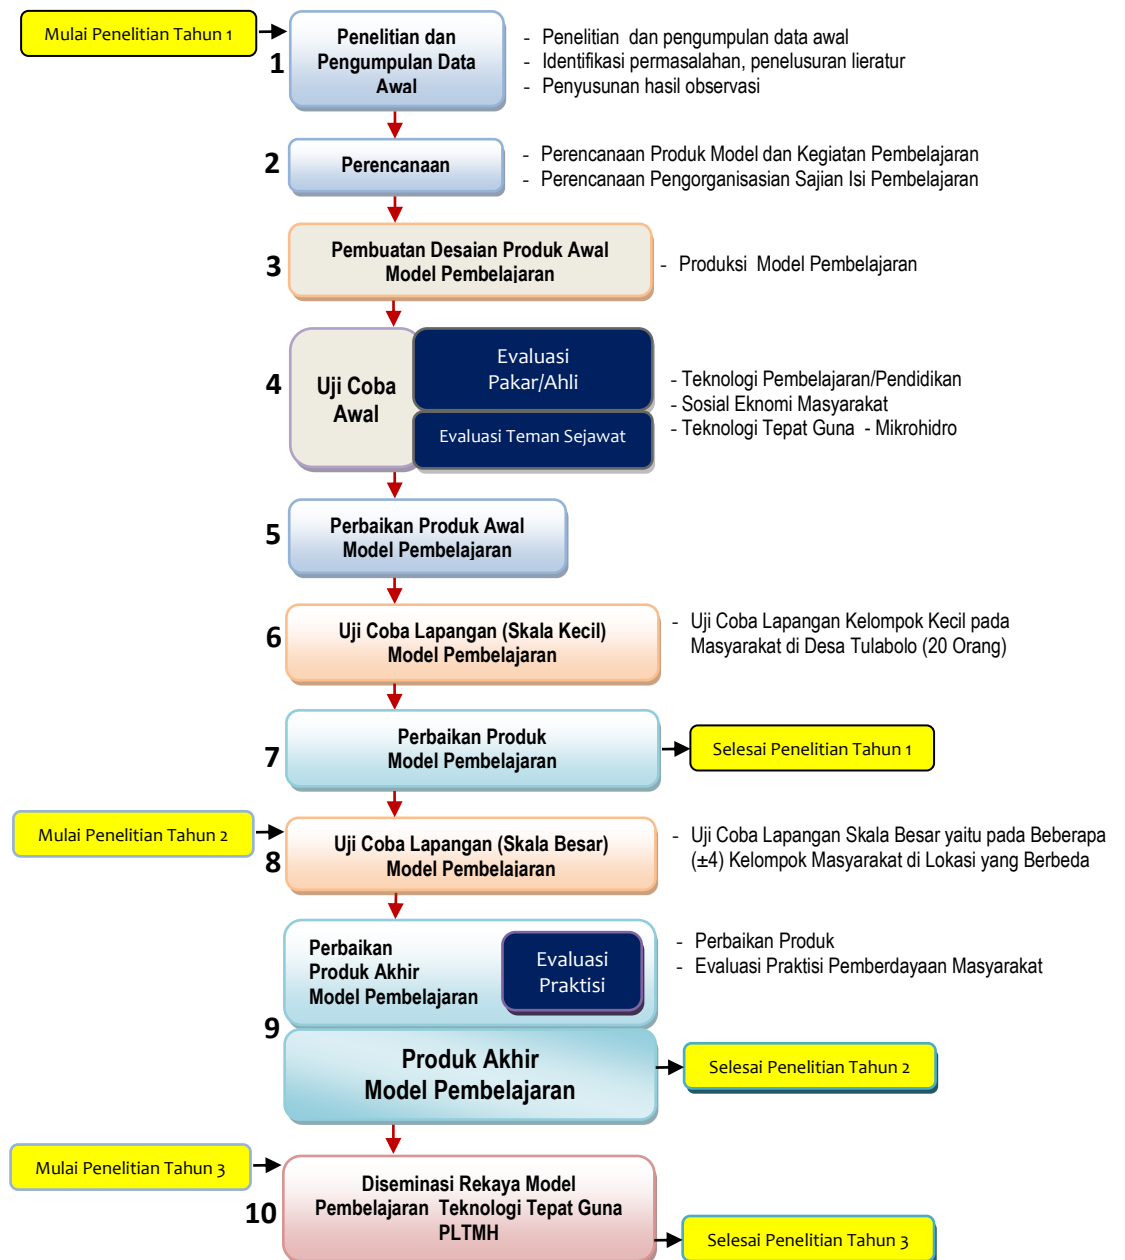 Mulai Penelitian Tahun 1
1
Penelitian dan
Pengumpulan Data
Awal
- Penelitian dan pengumpulan data awal
- Identifikasi permasalahan, penelusuran lieratur
- Penyusunan hasil observasi
2
Perencanaan
- Perencanaan Produk Model dan Kegiatan Pembelajaran
- Perencanaan Pengorganisasian Sajian Isi Pembelajaran
3
Pembuatan Desaian Produk Awal
Model Pembelajaran
- Produksi Model Pembelajaran
4
Uji Coba
Awal
Evaluasi
Pakar/Ahli
Evaluasi Teman Sejawat
- Teknologi Pembelajaran/Pendidikan
- Sosial Eknomi Masyarakat
- Teknologi Tepat Guna - Mikrohidro
5
Perbaikan Produk Awal
Model Pembelajaran
6
Uji Coba Lapangan (Skala Kecil)
Model Pembelajaran
- Uji Coba Lapangan Kelompok Kecil pada
Masyarakat di Desa Tulabolo (20 Orang)
7
Perbaikan Produk
Model Pembelajaran
Selesai Penelitian Tahun 1
Mulai Penelitian Tahun 2
8
Uji Coba Lapangan (Skala Besar)
Model Pembelajaran
- Uji Coba Lapangan Skala Besar yaitu pada Beberapa
(±4) Kelompok Masyarakat di Lokasi yang Berbeda
9
Perbaikan
Produk Akhir
Model Pembelajaran
Evaluasi
Praktisi
- Perbaikan Produk
- Evaluasi Praktisi Pemberdayaan Masyarakat
Produk Akhir
Model Pembelajaran
Selesai Penelitian Tahun 2
Mulai Penelitian Tahun 3
10
Diseminasi Rekaya Model
Pembelajaran Teknologi Tepat Guna
PLTMH
Selesai Penelitian Tahun 3